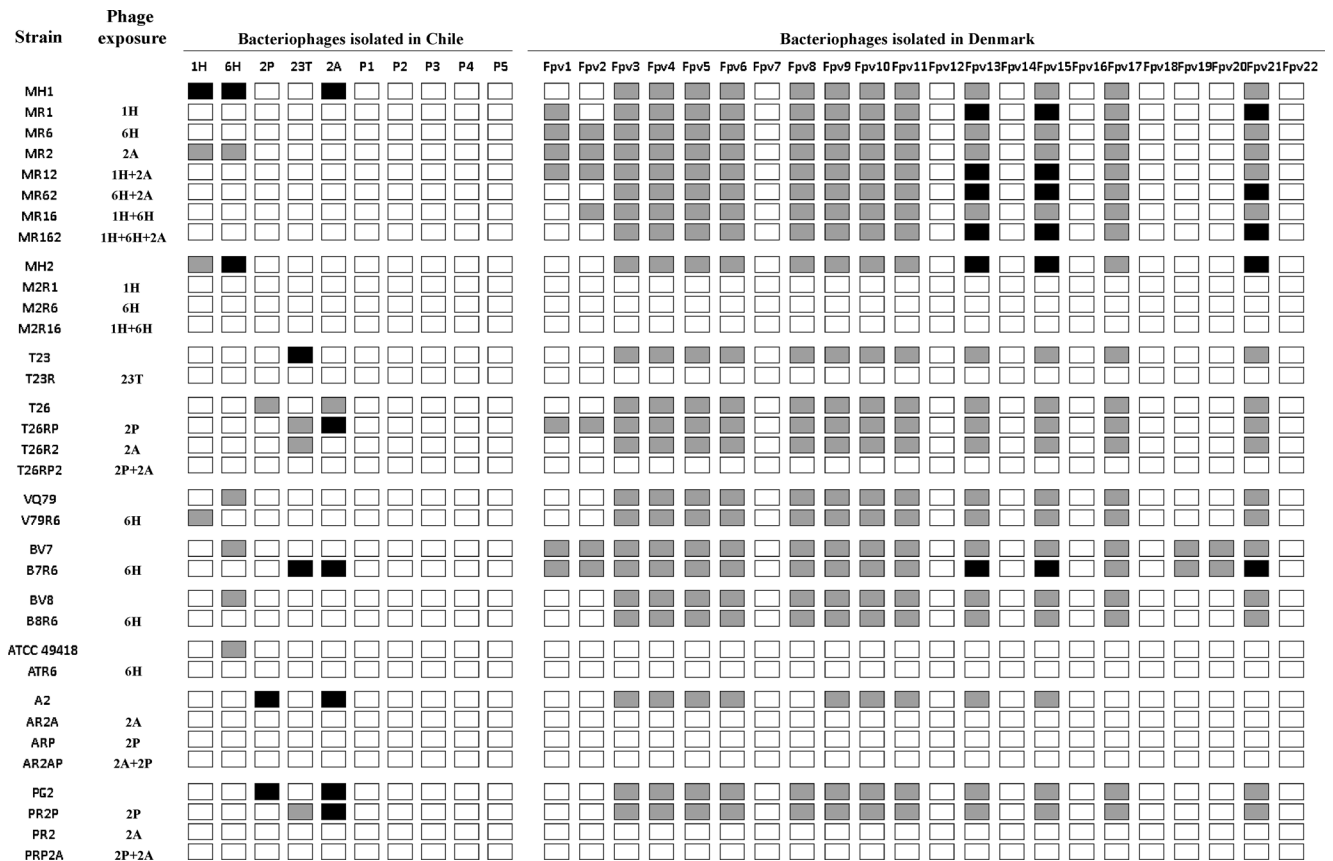 Strain Phage exposure Bacteriophages isolated in Chile Bacteriophages isolated in Denmark
1H 6H 2P 23T 2A P1 P2 P3 P4 P5 Fpv1 Fpv2 Fpv3 Fpv4 Fpv5 Fpv6 Fpv7 Fpv8 Fpv9 Fpv10 Fpv11 Fpv12 Fpv13 Fpv14 Fpv15 Fpv16 Fpv17 Fpv18 Fpv19 Fpv20 Fpv21 Fpv22
MH1
MR1 1H
MR6 6H
MR2 2A
MR12 1H+2A
MR62 6H+2A
MR16 1H+6H
MR162 1H+6H+2A
MH2
M2R1 1H
M2R6 6H
M2R16 1H+6H
T23
T23R 23T
T26
T26RP 2P
T26R2 2A
T26RP2 2P+2A
VQ79
V79R6 6H
BV7
B7R6 6H
BV8
B8R6 6H
ATCC 49418
ATR6 6H
A2
AR2A 2A
ARP 2P
AR2AP 2A+2P
PG2
PR2P 2P
PR2 2A
PRP2A 2P+2A